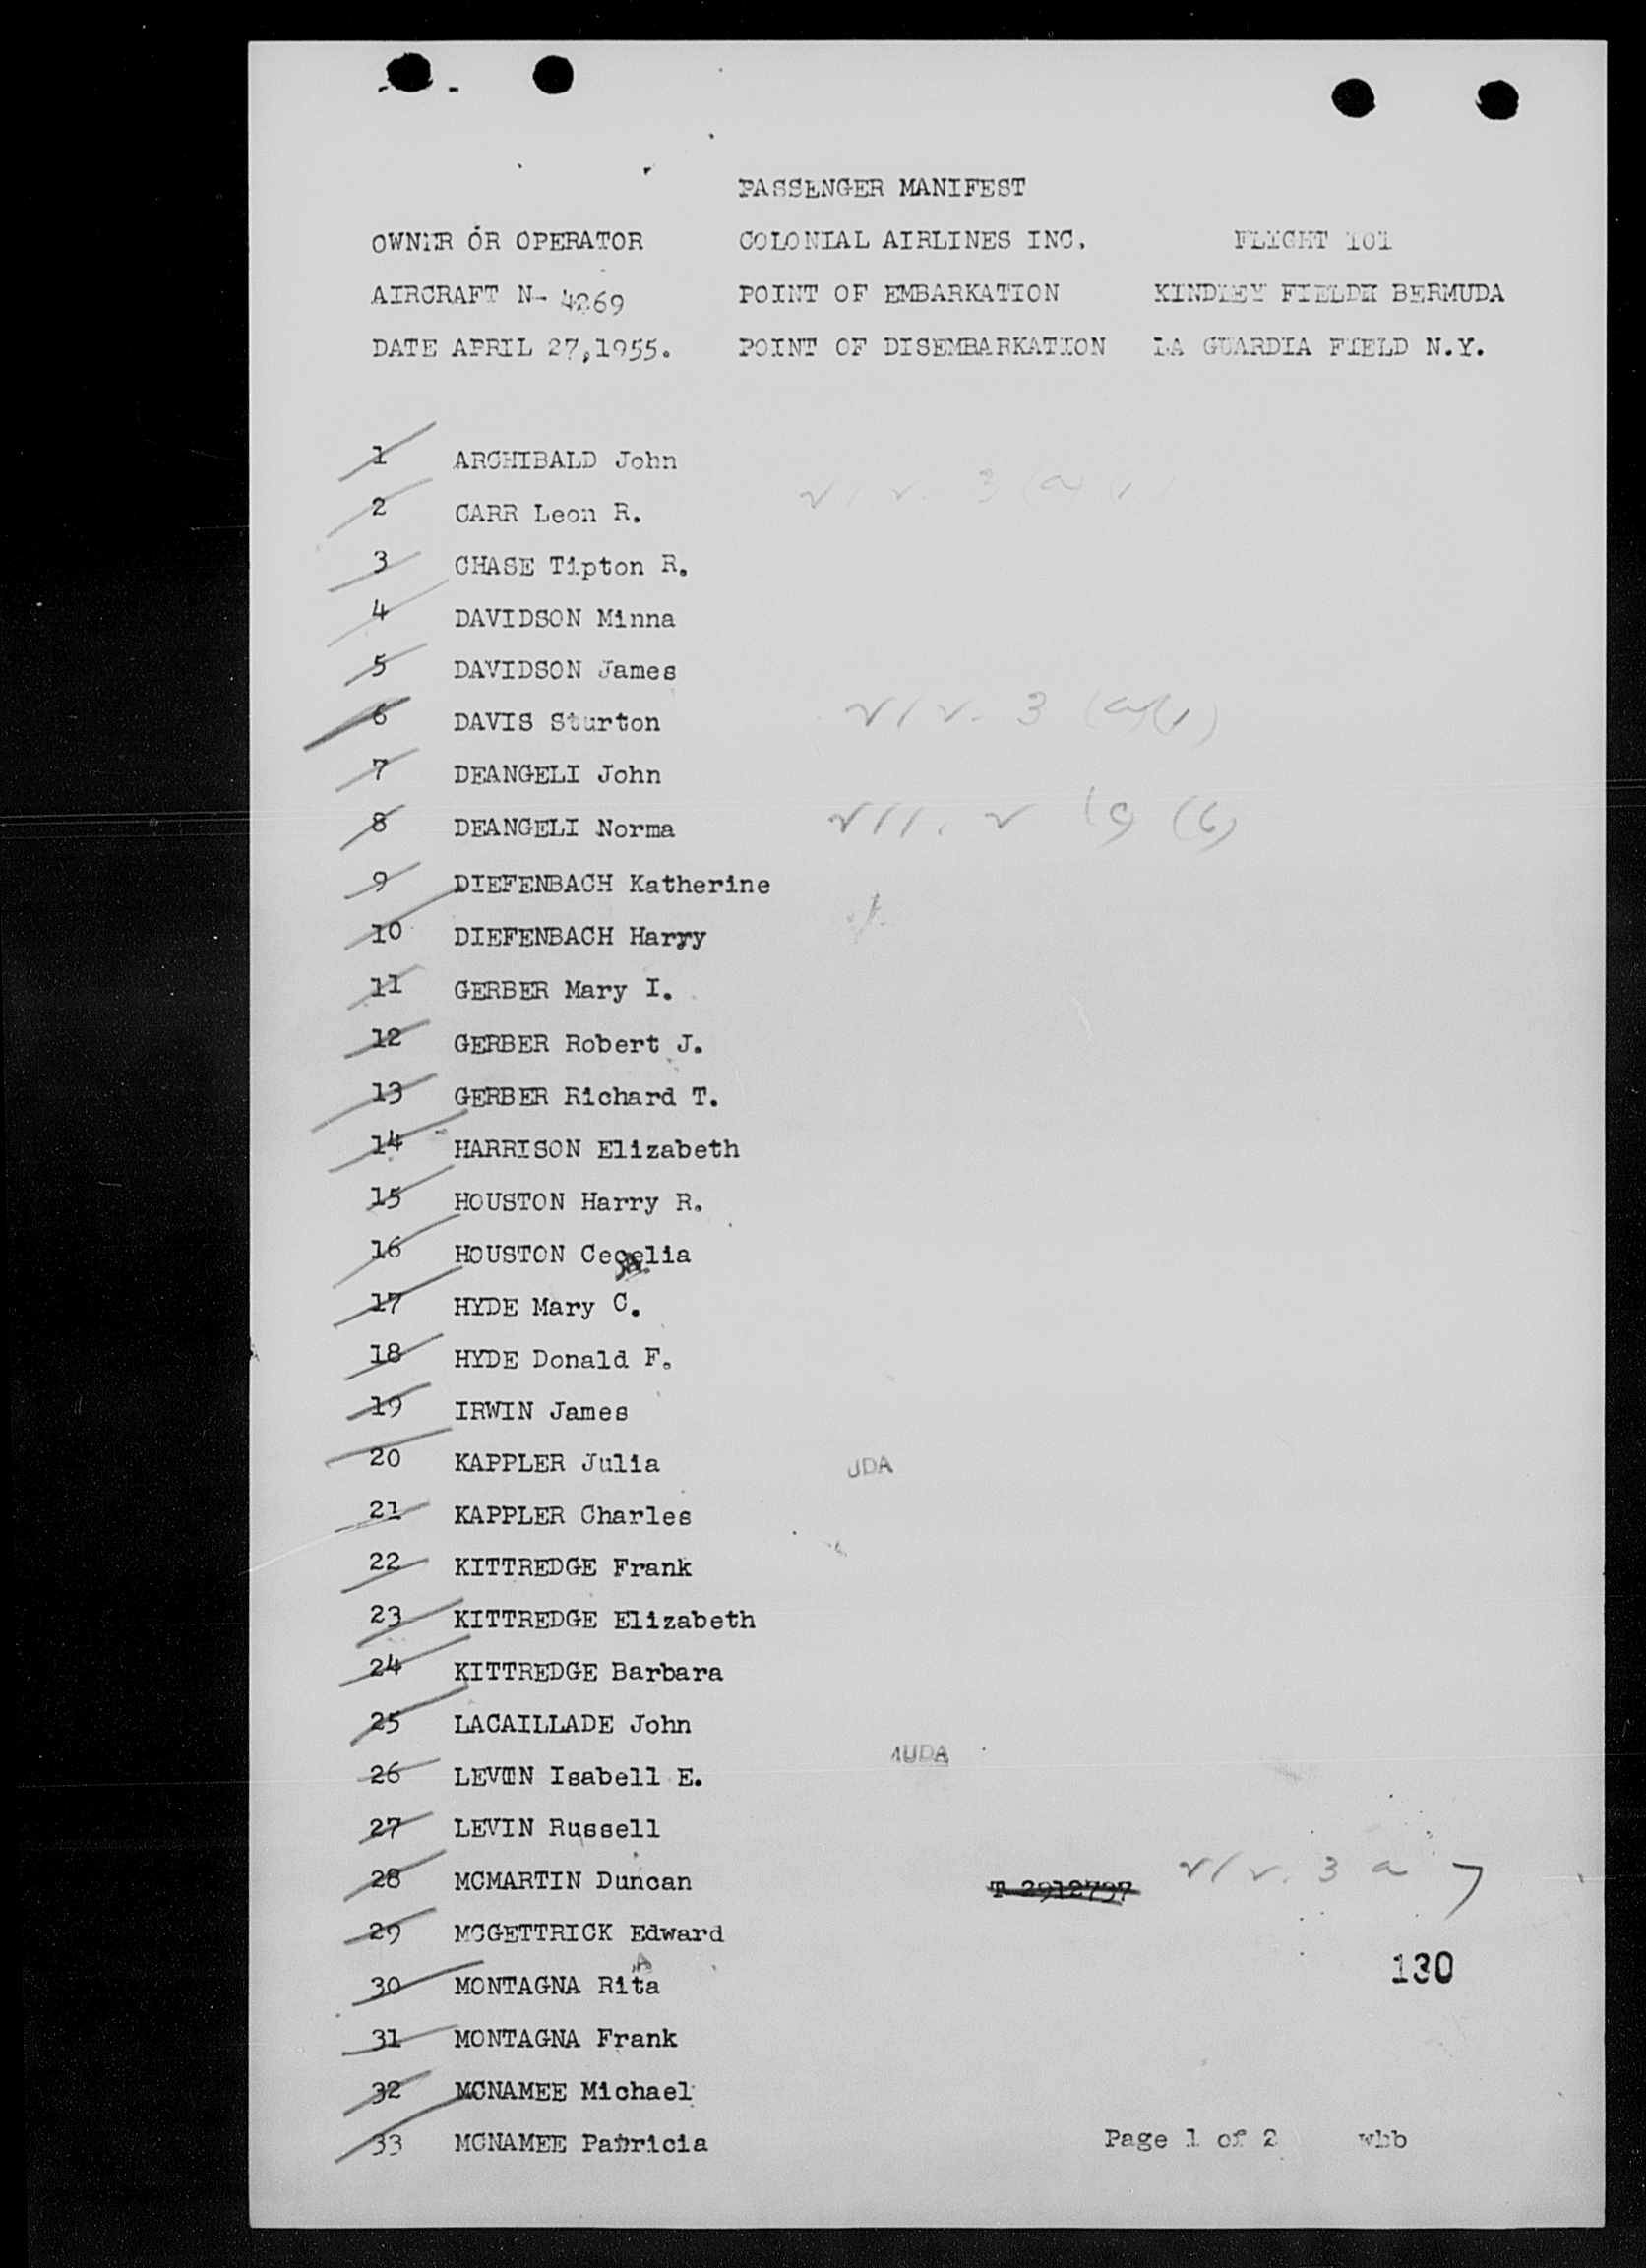 PASSENGER MANIFEST
OWNER OR OPERATOR COLONIAL AIRLINES INC. FLIGHT 101
AIRCRAFT N- 4269 POINT OF EMBARKATION KINDLEY FIELD BERMUDA
DATE APRIL 27,1955. POINT OF DISEMBARKATION LA GUARDIA FIELD N.Y.
1 ARCHIBALD John
2 CARR Leon R.
3 CHASE Tipton R.
4 DAVIDSON Minna
5 DAVIDSON James
6 DAVIS Sturton
7 DEANGELI John
8 DEANGELI Norma
9 DIEFENBACH Katherine
10 DIEFENBACH Harry
11 GERBER Mary I.
12 GERBER Robert J.
13 GERBER Richard T.
14 HARRISON Elizabeth
15 HOUSTON Harry R.
16 HOUSTON Cecelia
17 HYDE Mary C.
18 HYDE Donald F.
19 IRWIN James
20 KAPPLER Julia UDA
21 KAPPLER Charles
22 KITTREDGE Frank
23 KITTREDGE Elizabeth
24 KITTREDGE Barbara
25 LACAILLADE John
26 LEVIN Isabell E. MUDA
27 LEVIN Russell
28 MCMARTIN Duncan T 2912797
29 MCGETTRICK Edward
130
30 MONTAGNA Rita
31 MONTAGNA Frank
32 MCNAMEE Michael
33 MCNAMEE Patricia Page 1 of 2 wbb